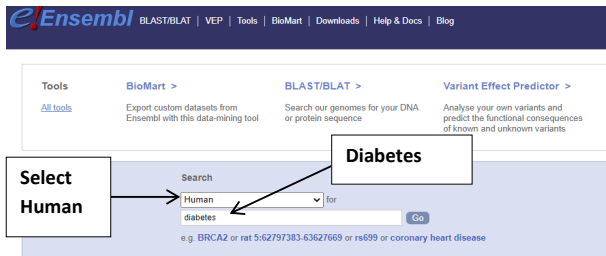 e!Ensembl BLAST/BLAT | VEP | Tools | BioMart | Downloads | Help & Docs | Blog
Tools
All tools
BioMart >
Export custom datasets from
Ensembl with this data-mining tool
BLAST/BLAT >
Search our genomes for your DNA
or protein sequence
Variant Effect Predictor >
Analyse your own variants and
predict the functional consequences
of known and unknown variants
Select
Human
Diabetes
Search
Human for
diabetes Go
e.g. BRCA2 or rat 5:62797383-63627669 or rs699 or coronary heart disease